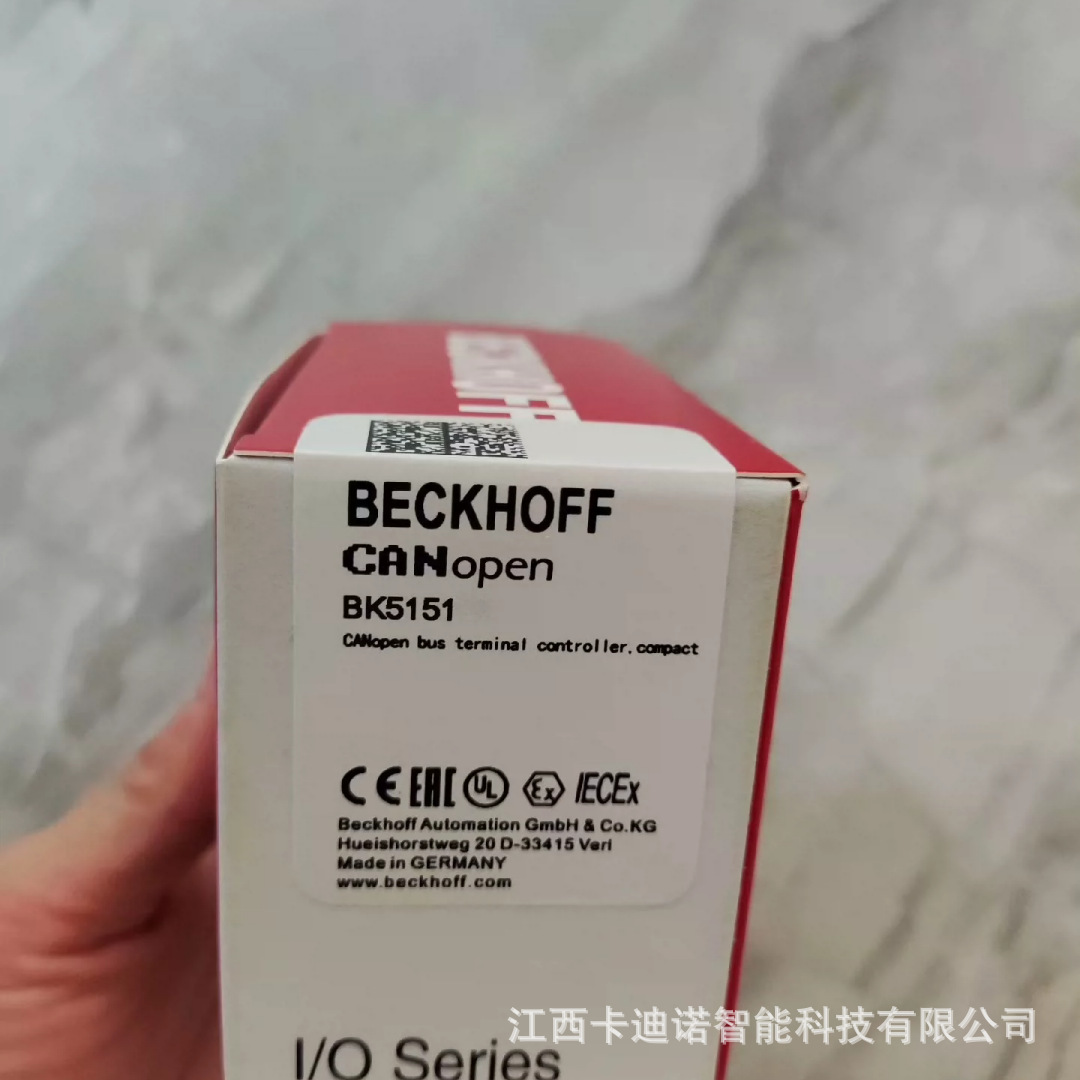 BECKHOFF
BECKHOFF
CANopen
BK5151
CANopen bus terminal controller.compact
CE EAC UL Ex IECEx
Beckhoff Automation GmbH & Co.KG
Hueishorstweg 20 D-33415 Verl
Made in GERMANY
www.beckhoff.com
I/O Series
江西卡迪诺智能科技有限公司